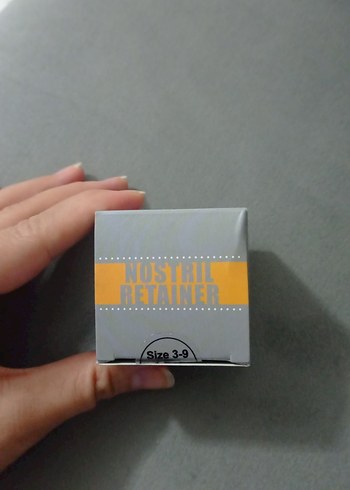 NOSTRIL
RETAINER
Size 3-9